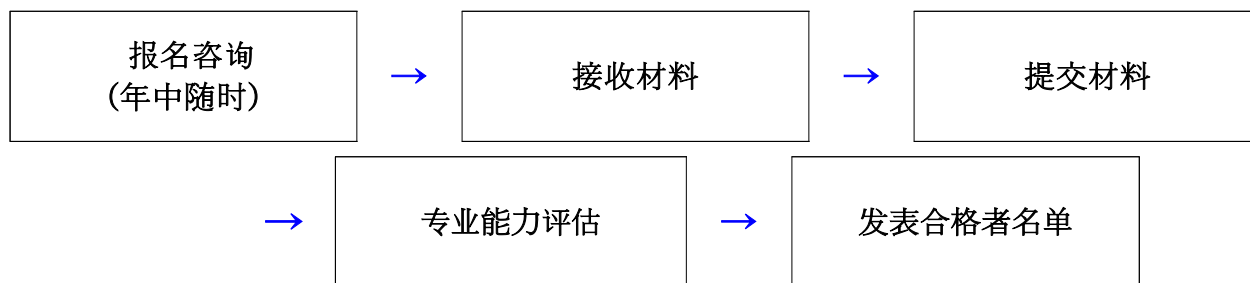 报名咨询
(年中随时)
→
接收材料
→
提交材料
→
专业能力评估
→
发表合格者名单